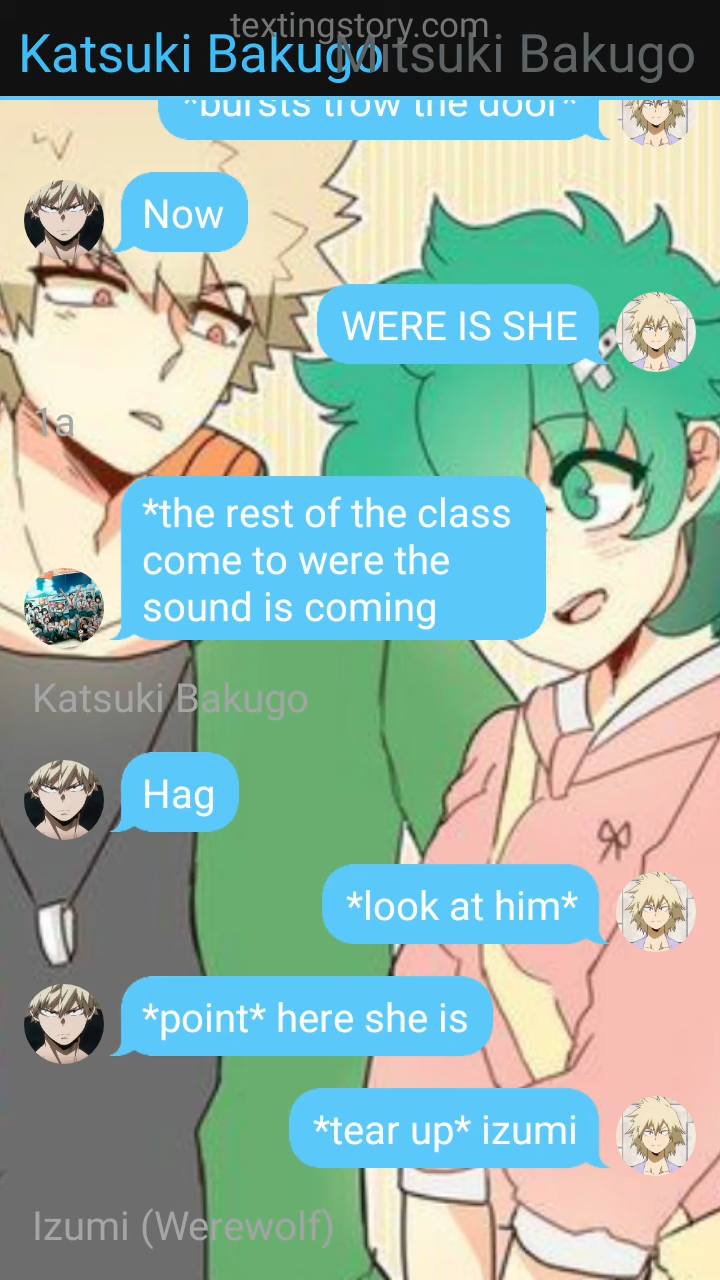 textingstory.com
Katsuki Bakugo
Mitsuki Bakugo
*bursts trow the door*
Now
WERE IS SHE
1a
*the rest of the class
come to were the
sound is coming
Katsuki Bakugo
Hag
*look at him*
*point* here she is
*tear up* izumi
Izumi (Werewolf)